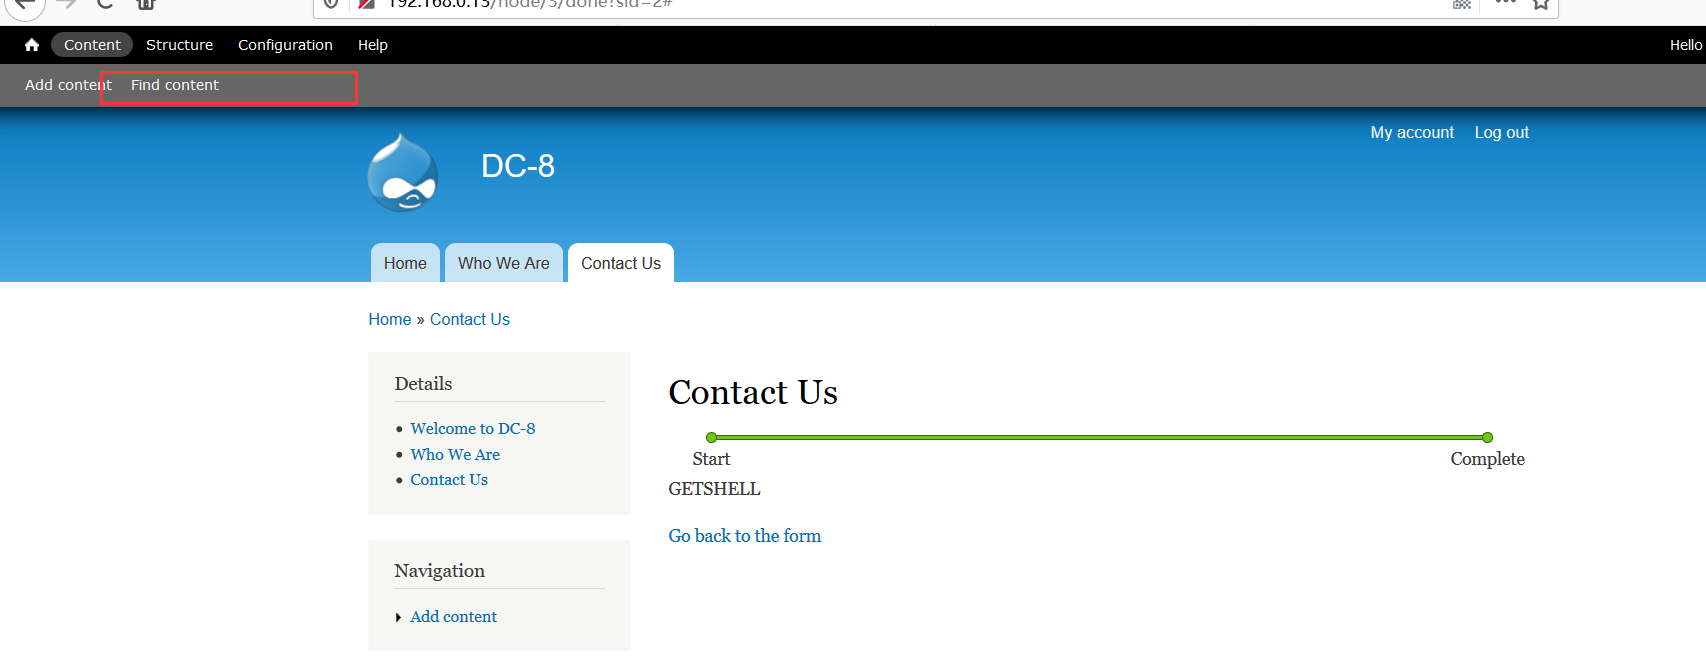 192.168.0.13/node/3/done?sid=2#
Content Structure Configuration Help Hello
Add content Find content
My account Log out
DC-8
Home Who We Are Contact Us
Home » Contact Us
Details
Welcome to DC-8
Who We Are
Contact Us
Navigation
Add content
Contact Us
Start Complete
GETSHELL
Go back to the form